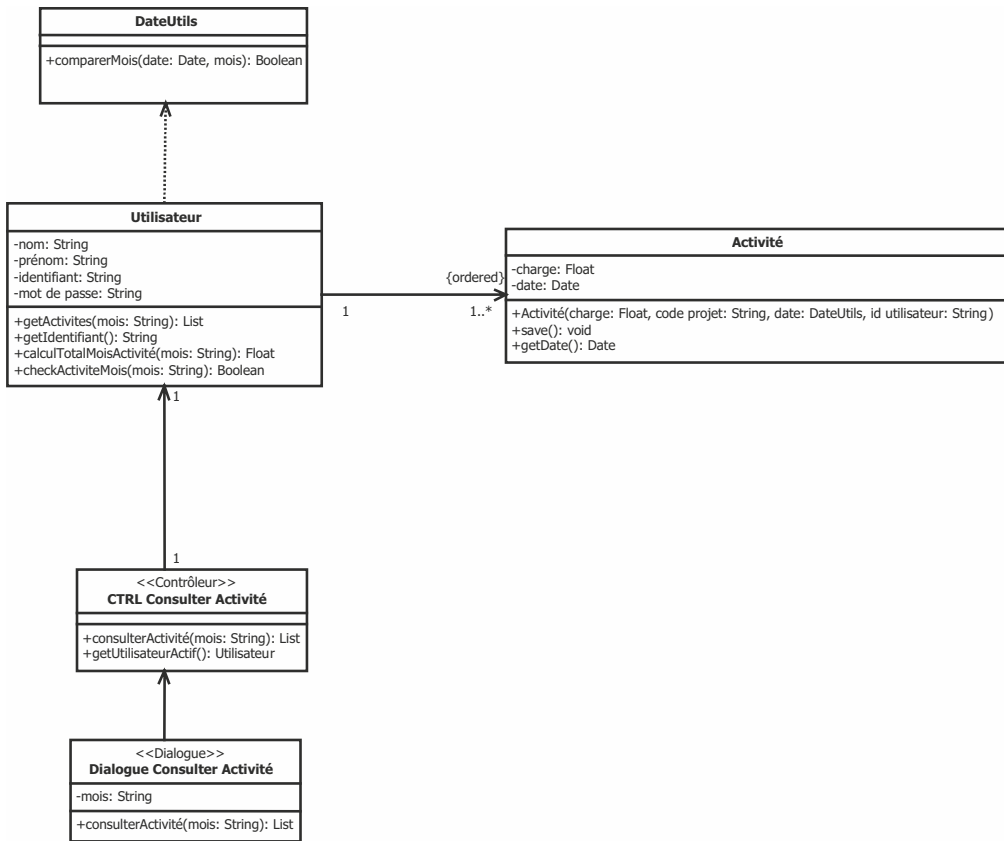 DateUtils
+comparerMois(date: Date, mois): Boolean
Utilisateur
-nom: String
-prénom: String
-identifiant: String
-mot de passe: String
+getActivites(mois: String): List
+getIdentifiant(): String
+calculTotalMoisActivité(mois: String): Float
+checkActiviteMois(mois: String): Boolean
{ordered}
1
1..*
Activité
-charge: Float
-date: Date
+Activité(charge: Float, code projet: String, date: DateUtils, id utilisateur: String)
+save(): void
+getDate(): Date
1
1
<<Contrôleur>>
CTRL Consulter Activité
+consulterActivité(mois: String): List
+getUtilisateurActif(): Utilisateur
<<Dialogue>>
Dialogue Consulter Activité
-mois: String
+consulterActivité(mois: String): List